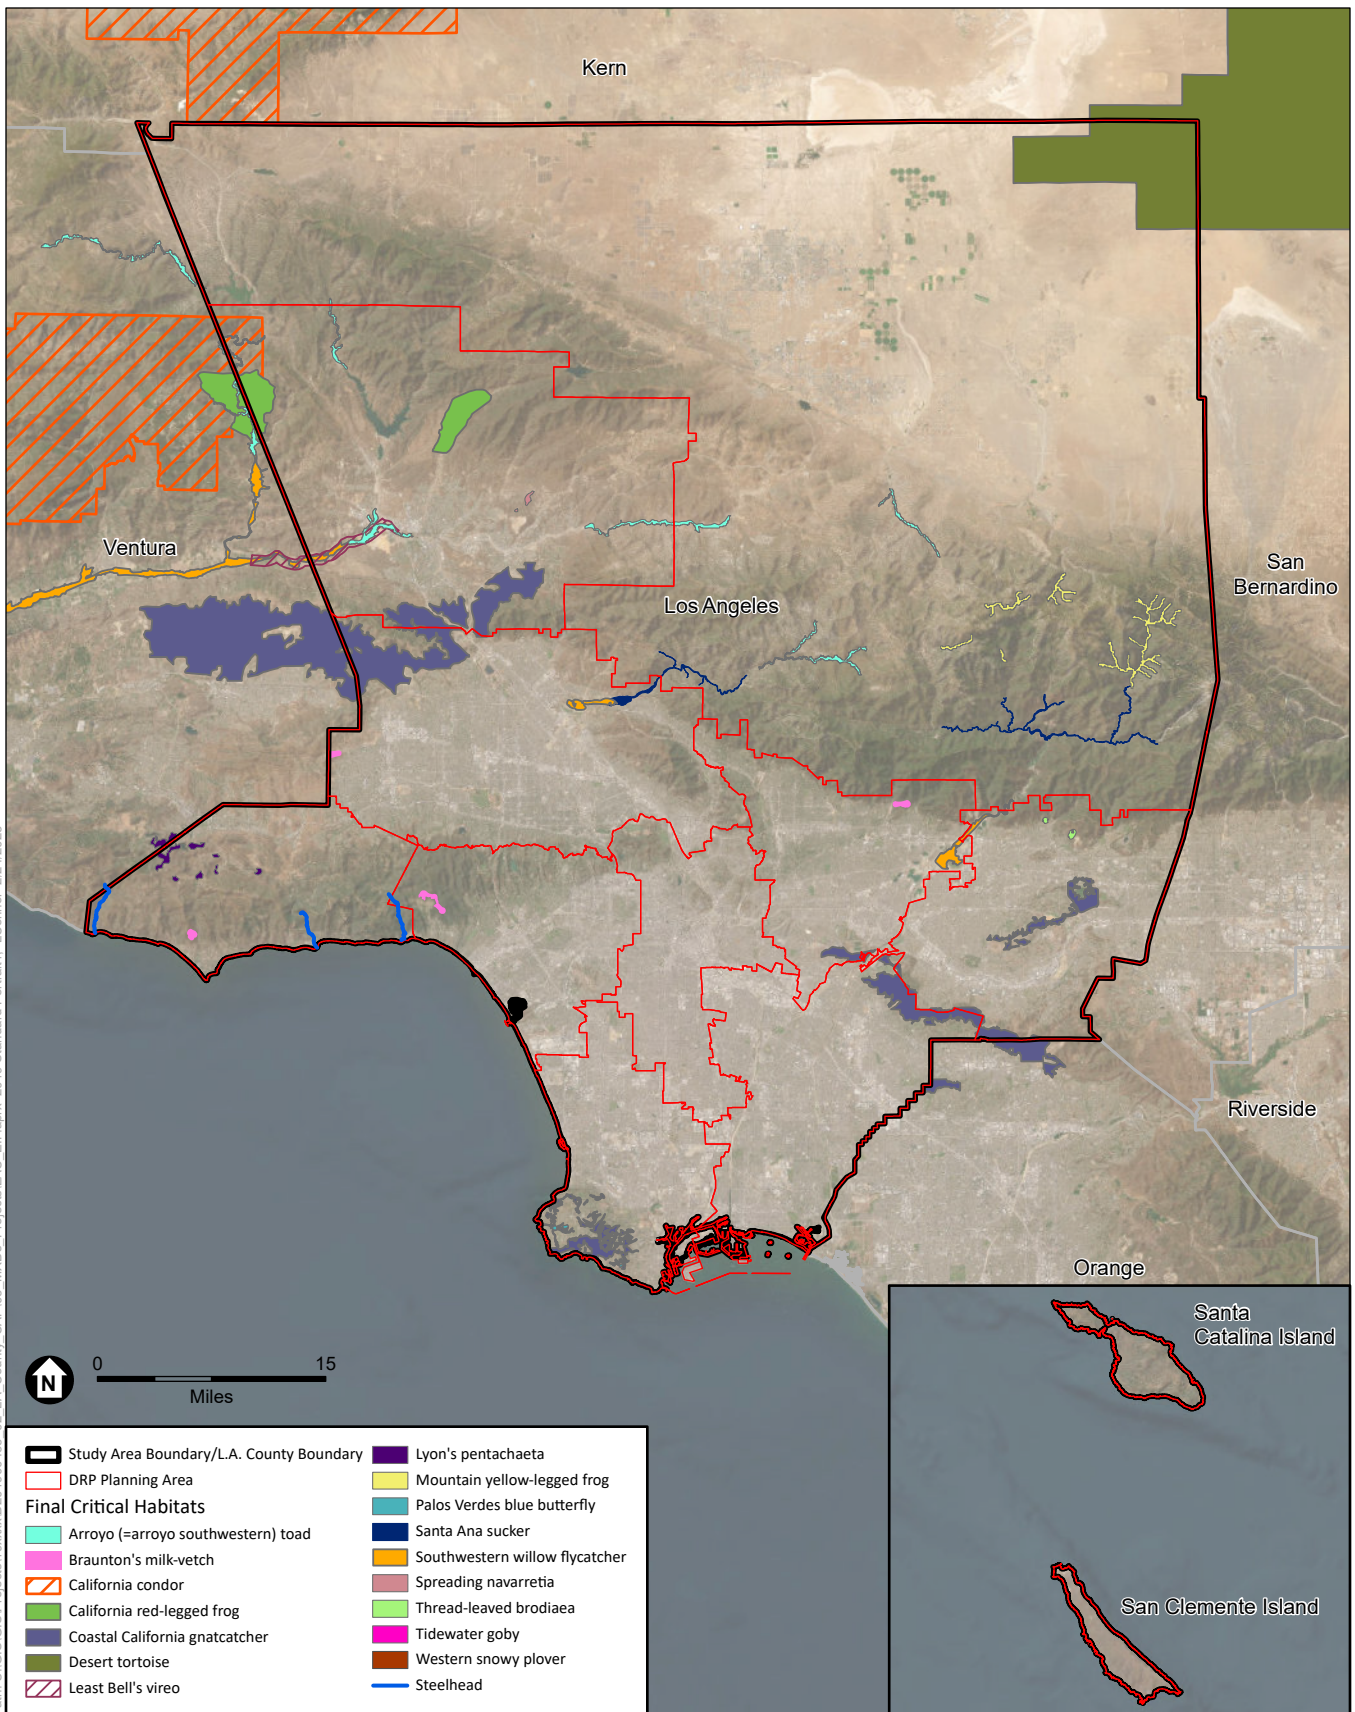 Kern
Ventura
Los Angeles
San
Bernardino
Riverside
Orange
Santa
Catalina Island
San Clemente Island
N
0 15
Miles
Study Area Boundary/L.A. County Boundary
DRP Planning Area
Final Critical Habitats
Arroyo (=arroyo southwestern) toad
Braunton's milk-vetch
California condor
California red-legged frog
Coastal California gnatcatcher
Desert tortoise
Least Bell's vireo
Lyon's pentachaeta
Mountain yellow-legged frog
Palos Verdes blue butterfly
Santa Ana sucker
Southwestern willow flycatcher
Spreading navarretia
Thread-leaved brodiaea
Tidewater goby
Western snowy plover
Steelhead